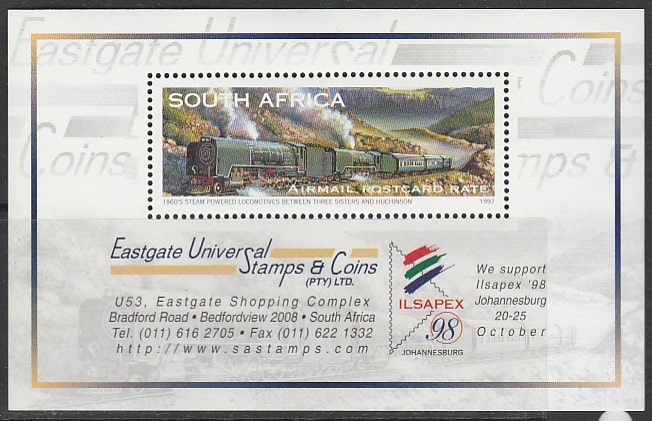 Eastgate Universal
Coins
Coins
Stamps & Coins
SOUTH AFRICA
AIRMAIL POSTCARD RATE
1960'S STEAM POWERED LOCOMOTIVES BETWEEN THREE SISTERS AND HUCHINSON 1997
Eastgate Universal
Stamps & Coins
(PTY) LTD.
U53, Eastgate Shopping Complex
Bradford Road • Bedfordview 2008 • South Africa
Tel. (011) 616 2705 • Fax (011) 622 1332
http://www.sastamps.com
ILSAPEX
98
JOHANNESBURG
We support
Ilsapex '98
Johannesburg
20-25
October